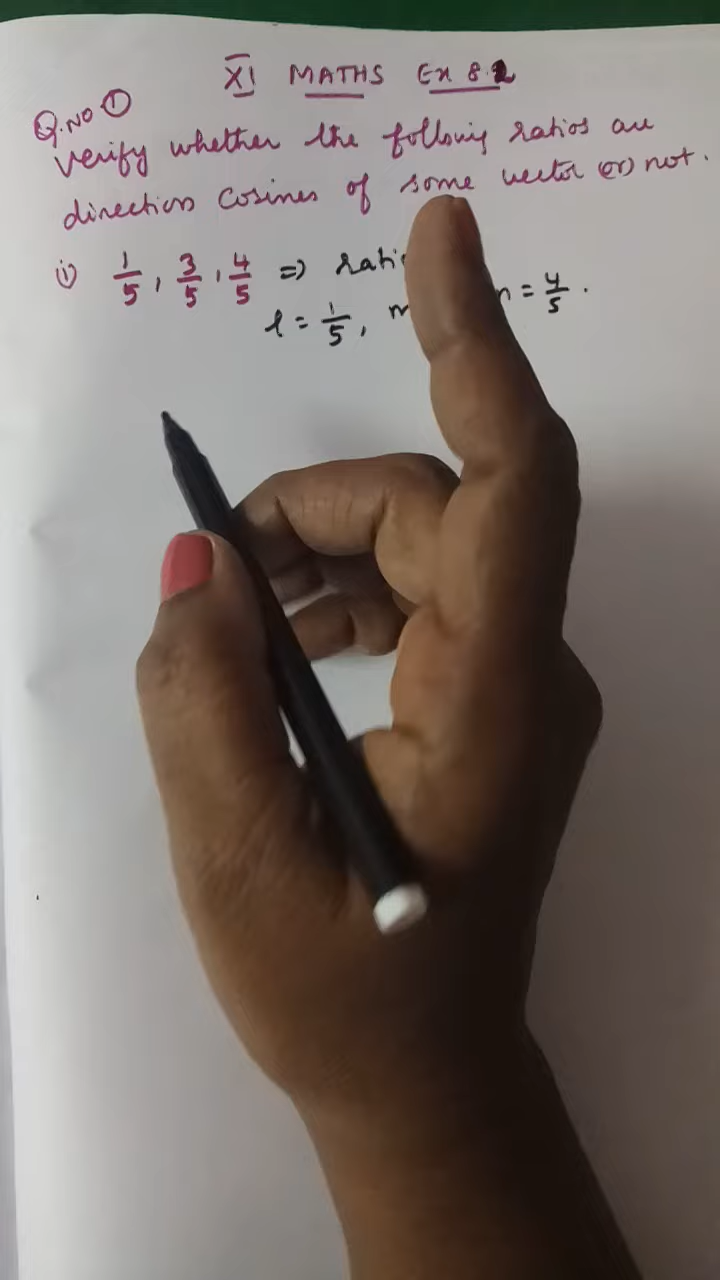 XI MATHS Ex 8.2
Q.NO ①
Verify whether the following ratios are
direction cosines of some vector (or) not.
i) 1/5, 3/5, 4/5 ⇒
l = 1/5, = 4/5.